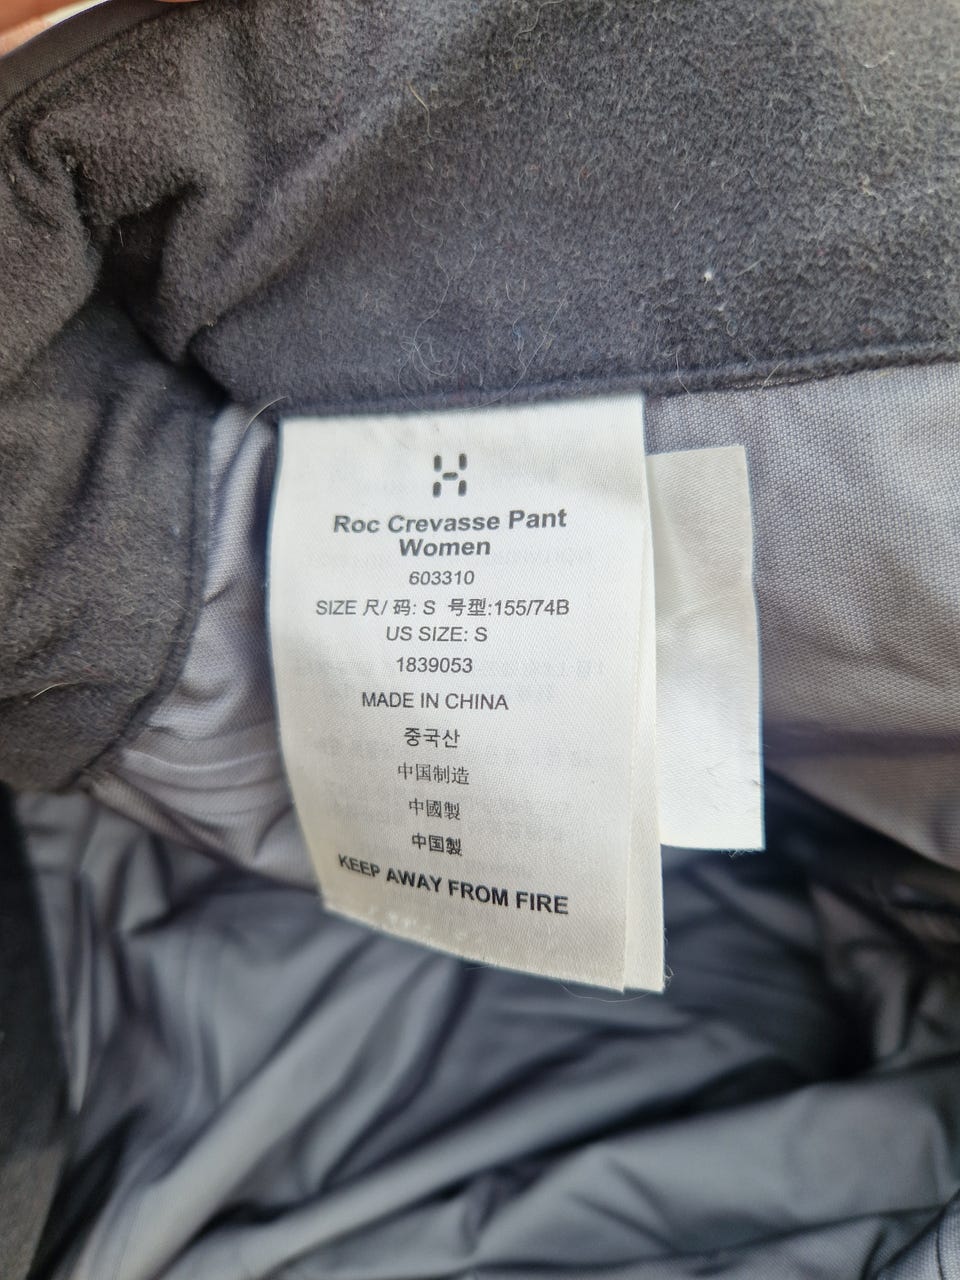 Roc Crevasse Pant
Women
603310
SIZE 尺/ 码: S 号型:155/74B
US SIZE: S
1839053
MADE IN CHINA
중국산
中国制造
中國製
中国製
KEEP AWAY FROM FIRE